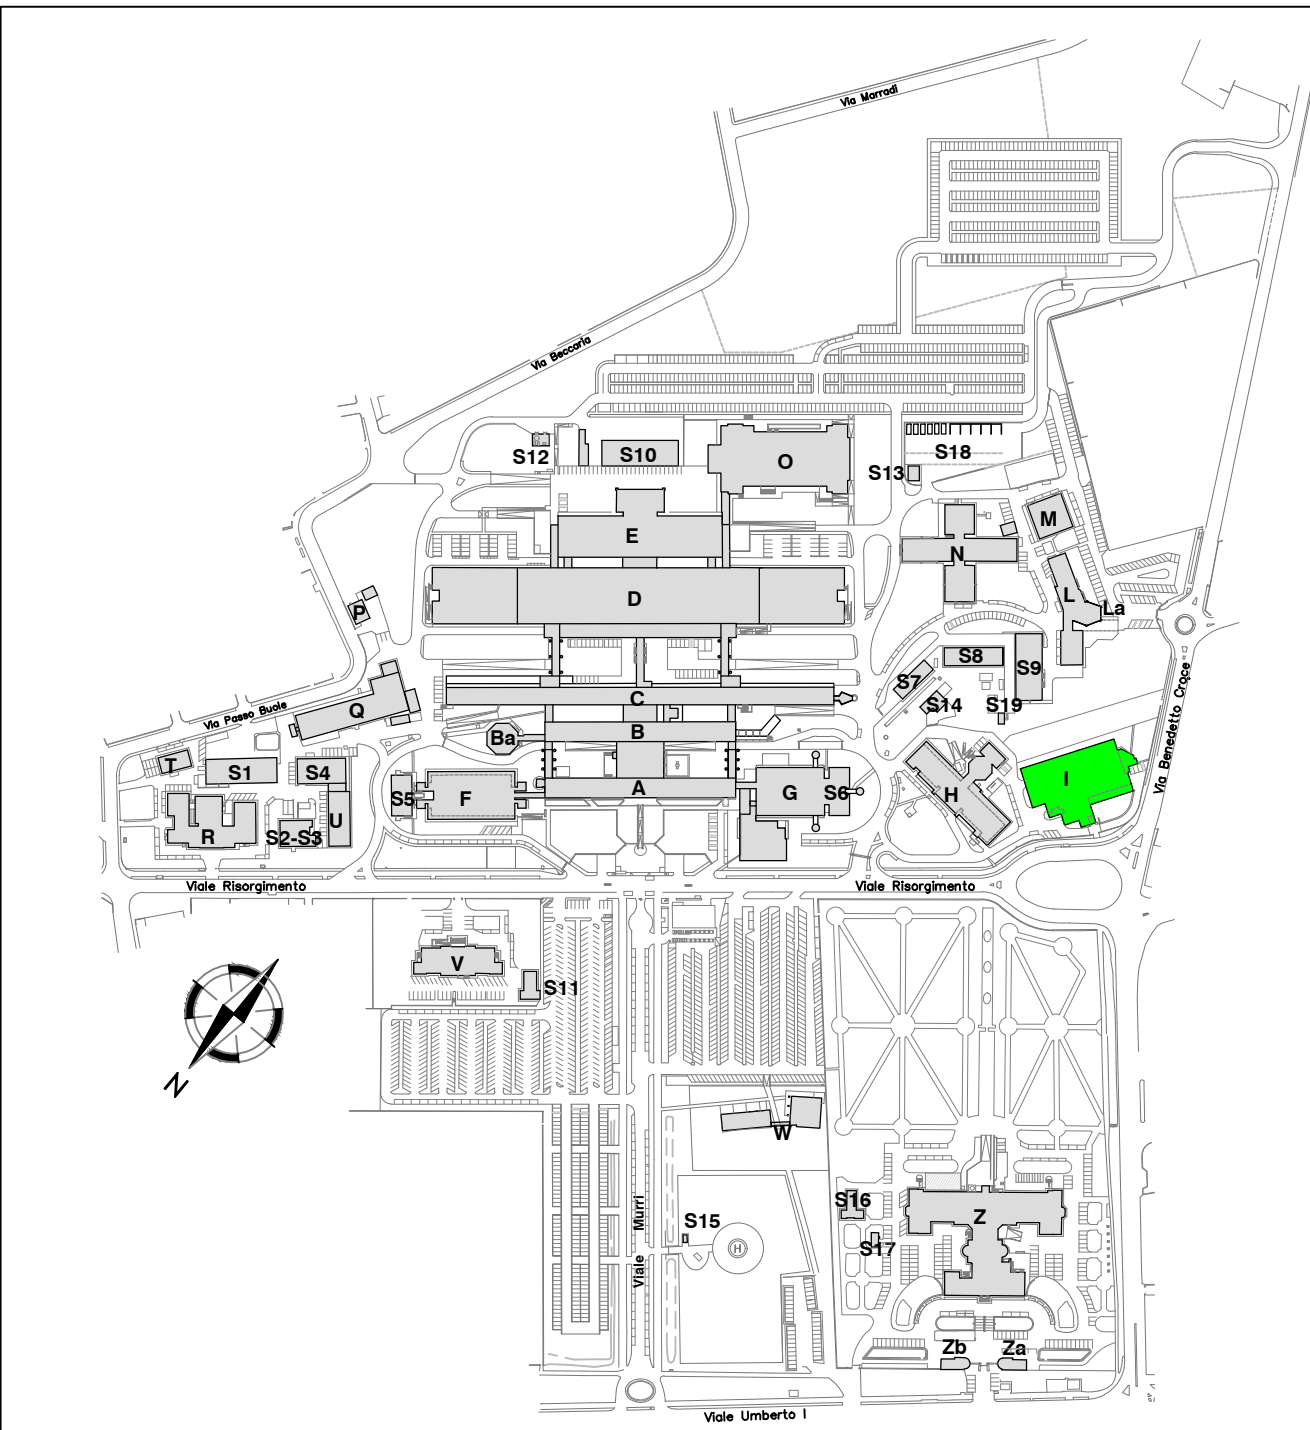 Via Marradi
Via Beccaria
S12
S10
O
S13
S18
E
N
M
D
L
La
P
S8
S9
S7
C
S14
S19
Q
Via Passo Buole
B
Ba
Via Benedetto Croce
T
S1
S4
S5
F
A
G
S6
H
I
R
S2-S3
U
Viale Risorgimento
Viale Risorgimento
V
S11
N
W
S16
S15
H
S17
Z
Viale Murri
Zb
Za
Viale Umberto I